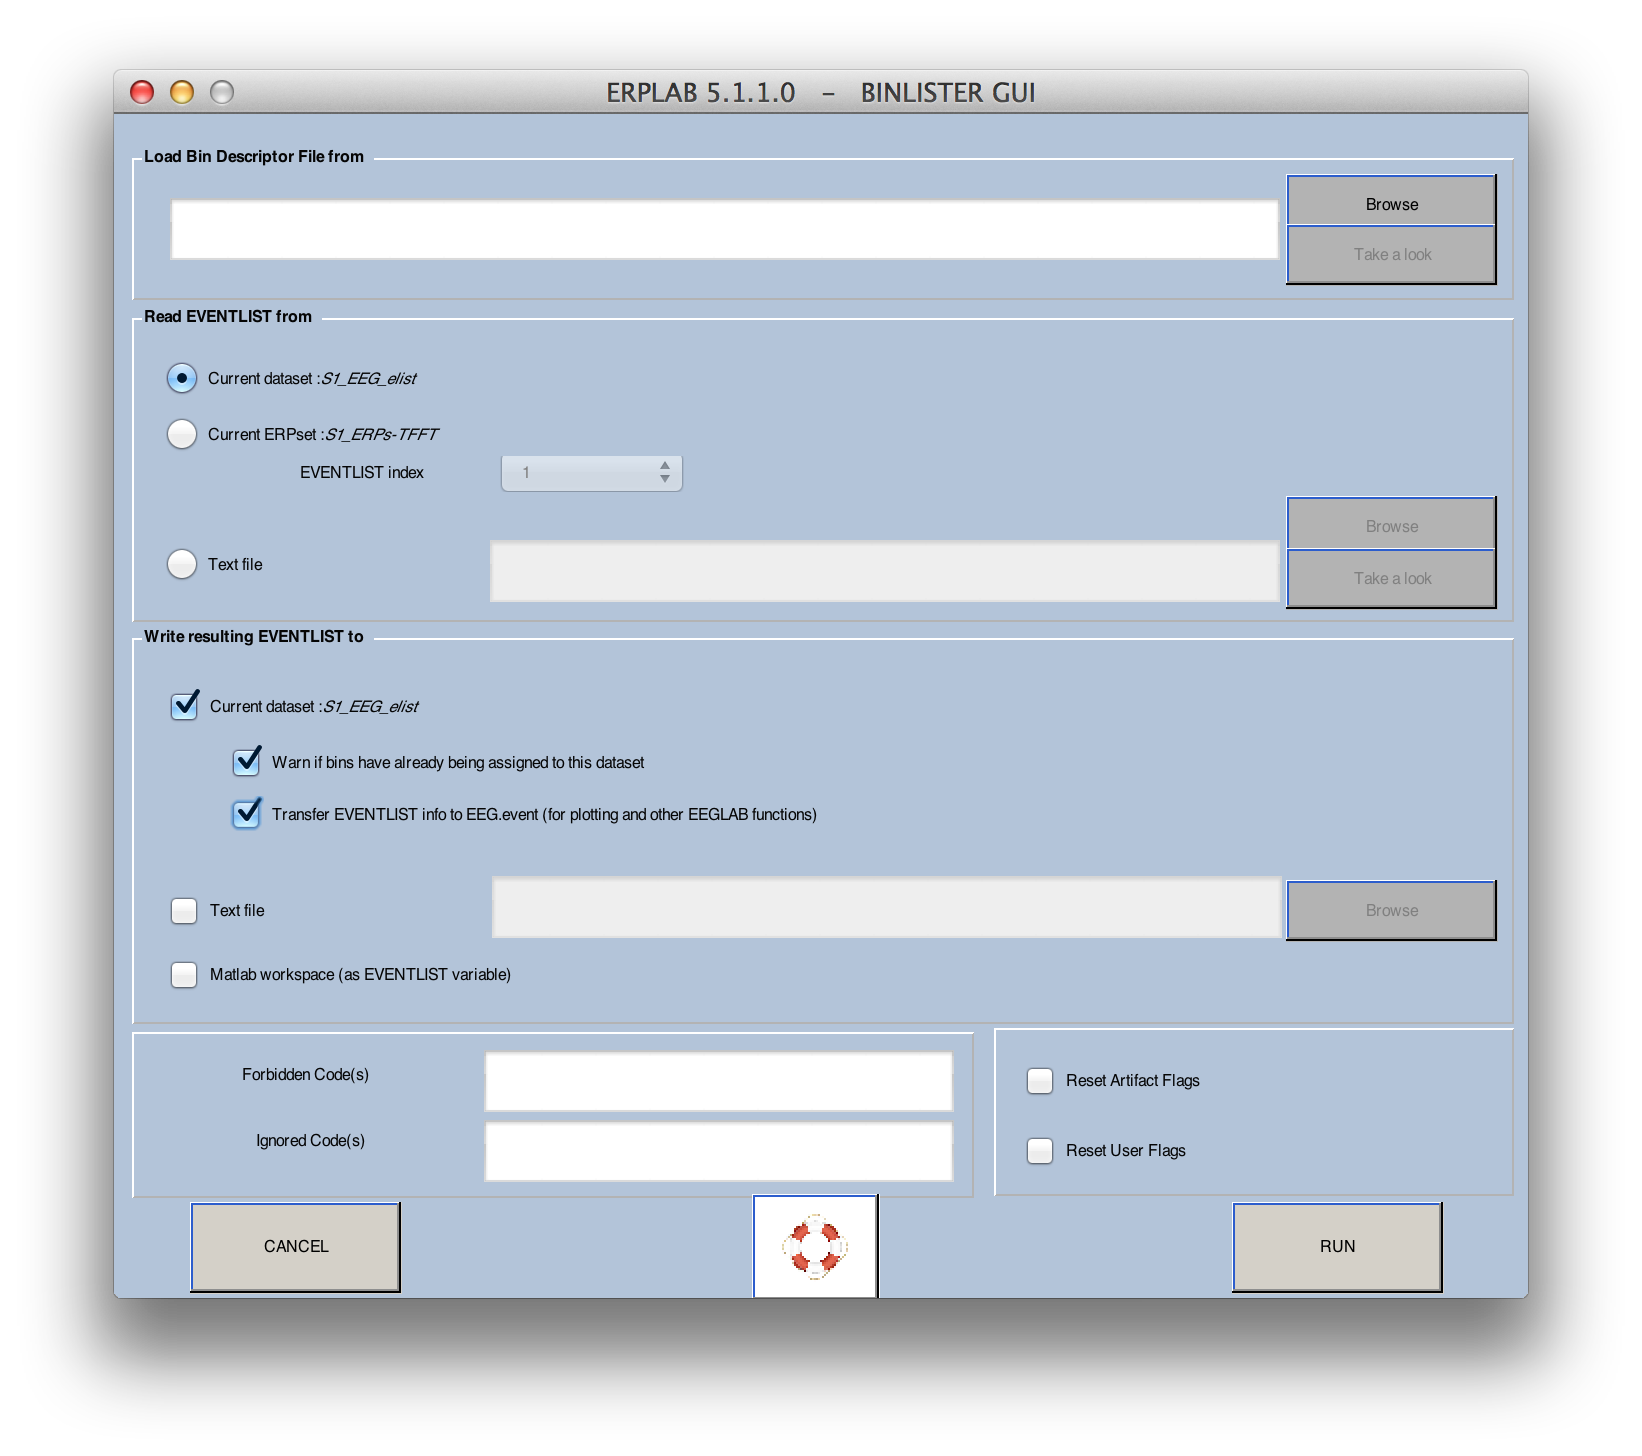 ERPLAB 5.1.1.0 - BINLISTER GUI
Load Bin Descriptor File from
Browse
Take a look
Read EVENTLIST from
Current dataset :S1_EEG_elist
Current ERPset :S1_ERPs-TFFT
EVENTLIST index 1
Browse
Text file
Take a look
Write resulting EVENTLIST to
Current dataset :S1_EEG_elist
Warn if bins have already being assigned to this dataset
Transfer EVENTLIST info to EEG.event (for plotting and other EEGLAB functions)
Text file Browse
Matlab workspace (as EVENTLIST variable)
Forbidden Code(s)
Ignored Code(s)
Reset Artifact Flags
Reset User Flags
CANCEL
RUN